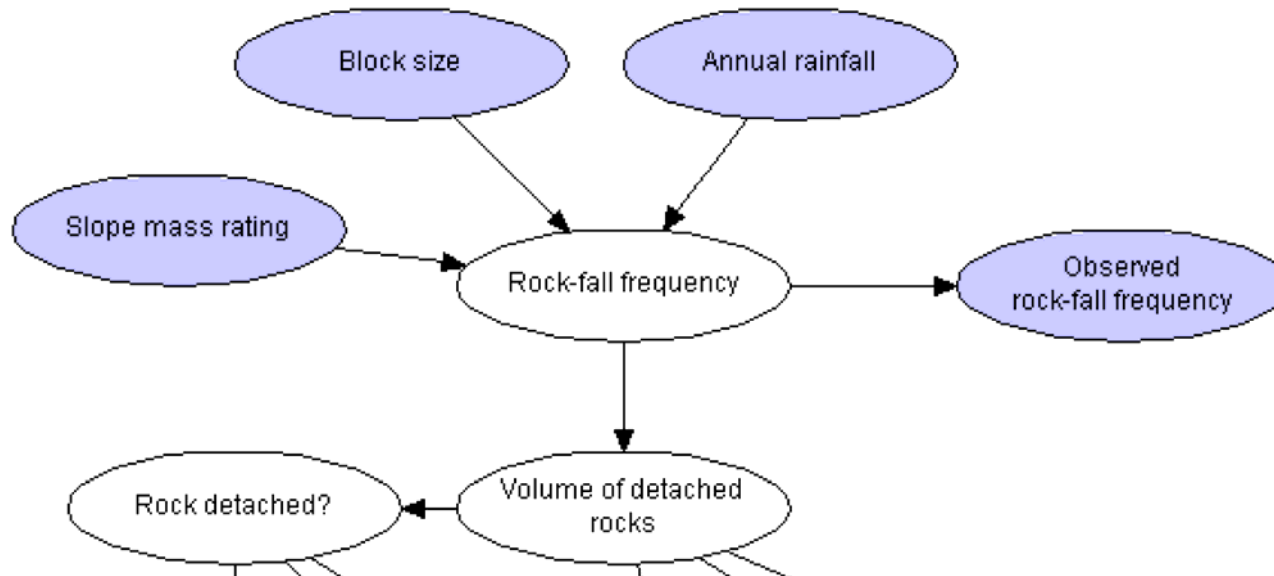 Block size
Annual rainfall
Slope mass rating
Rock-fall frequency
Observed
rock-fall frequency
Rock detached?
Volume of detached
rocks